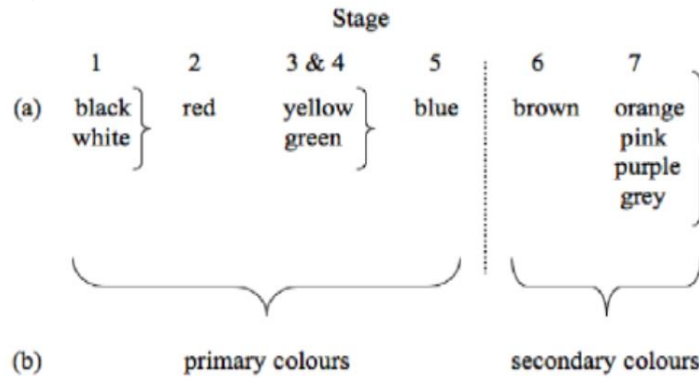 Stage
1 2 3 & 4 5 6 7
(a) black red yellow blue brown orange
white green pink
purple
grey
(b) primary colours secondary colours